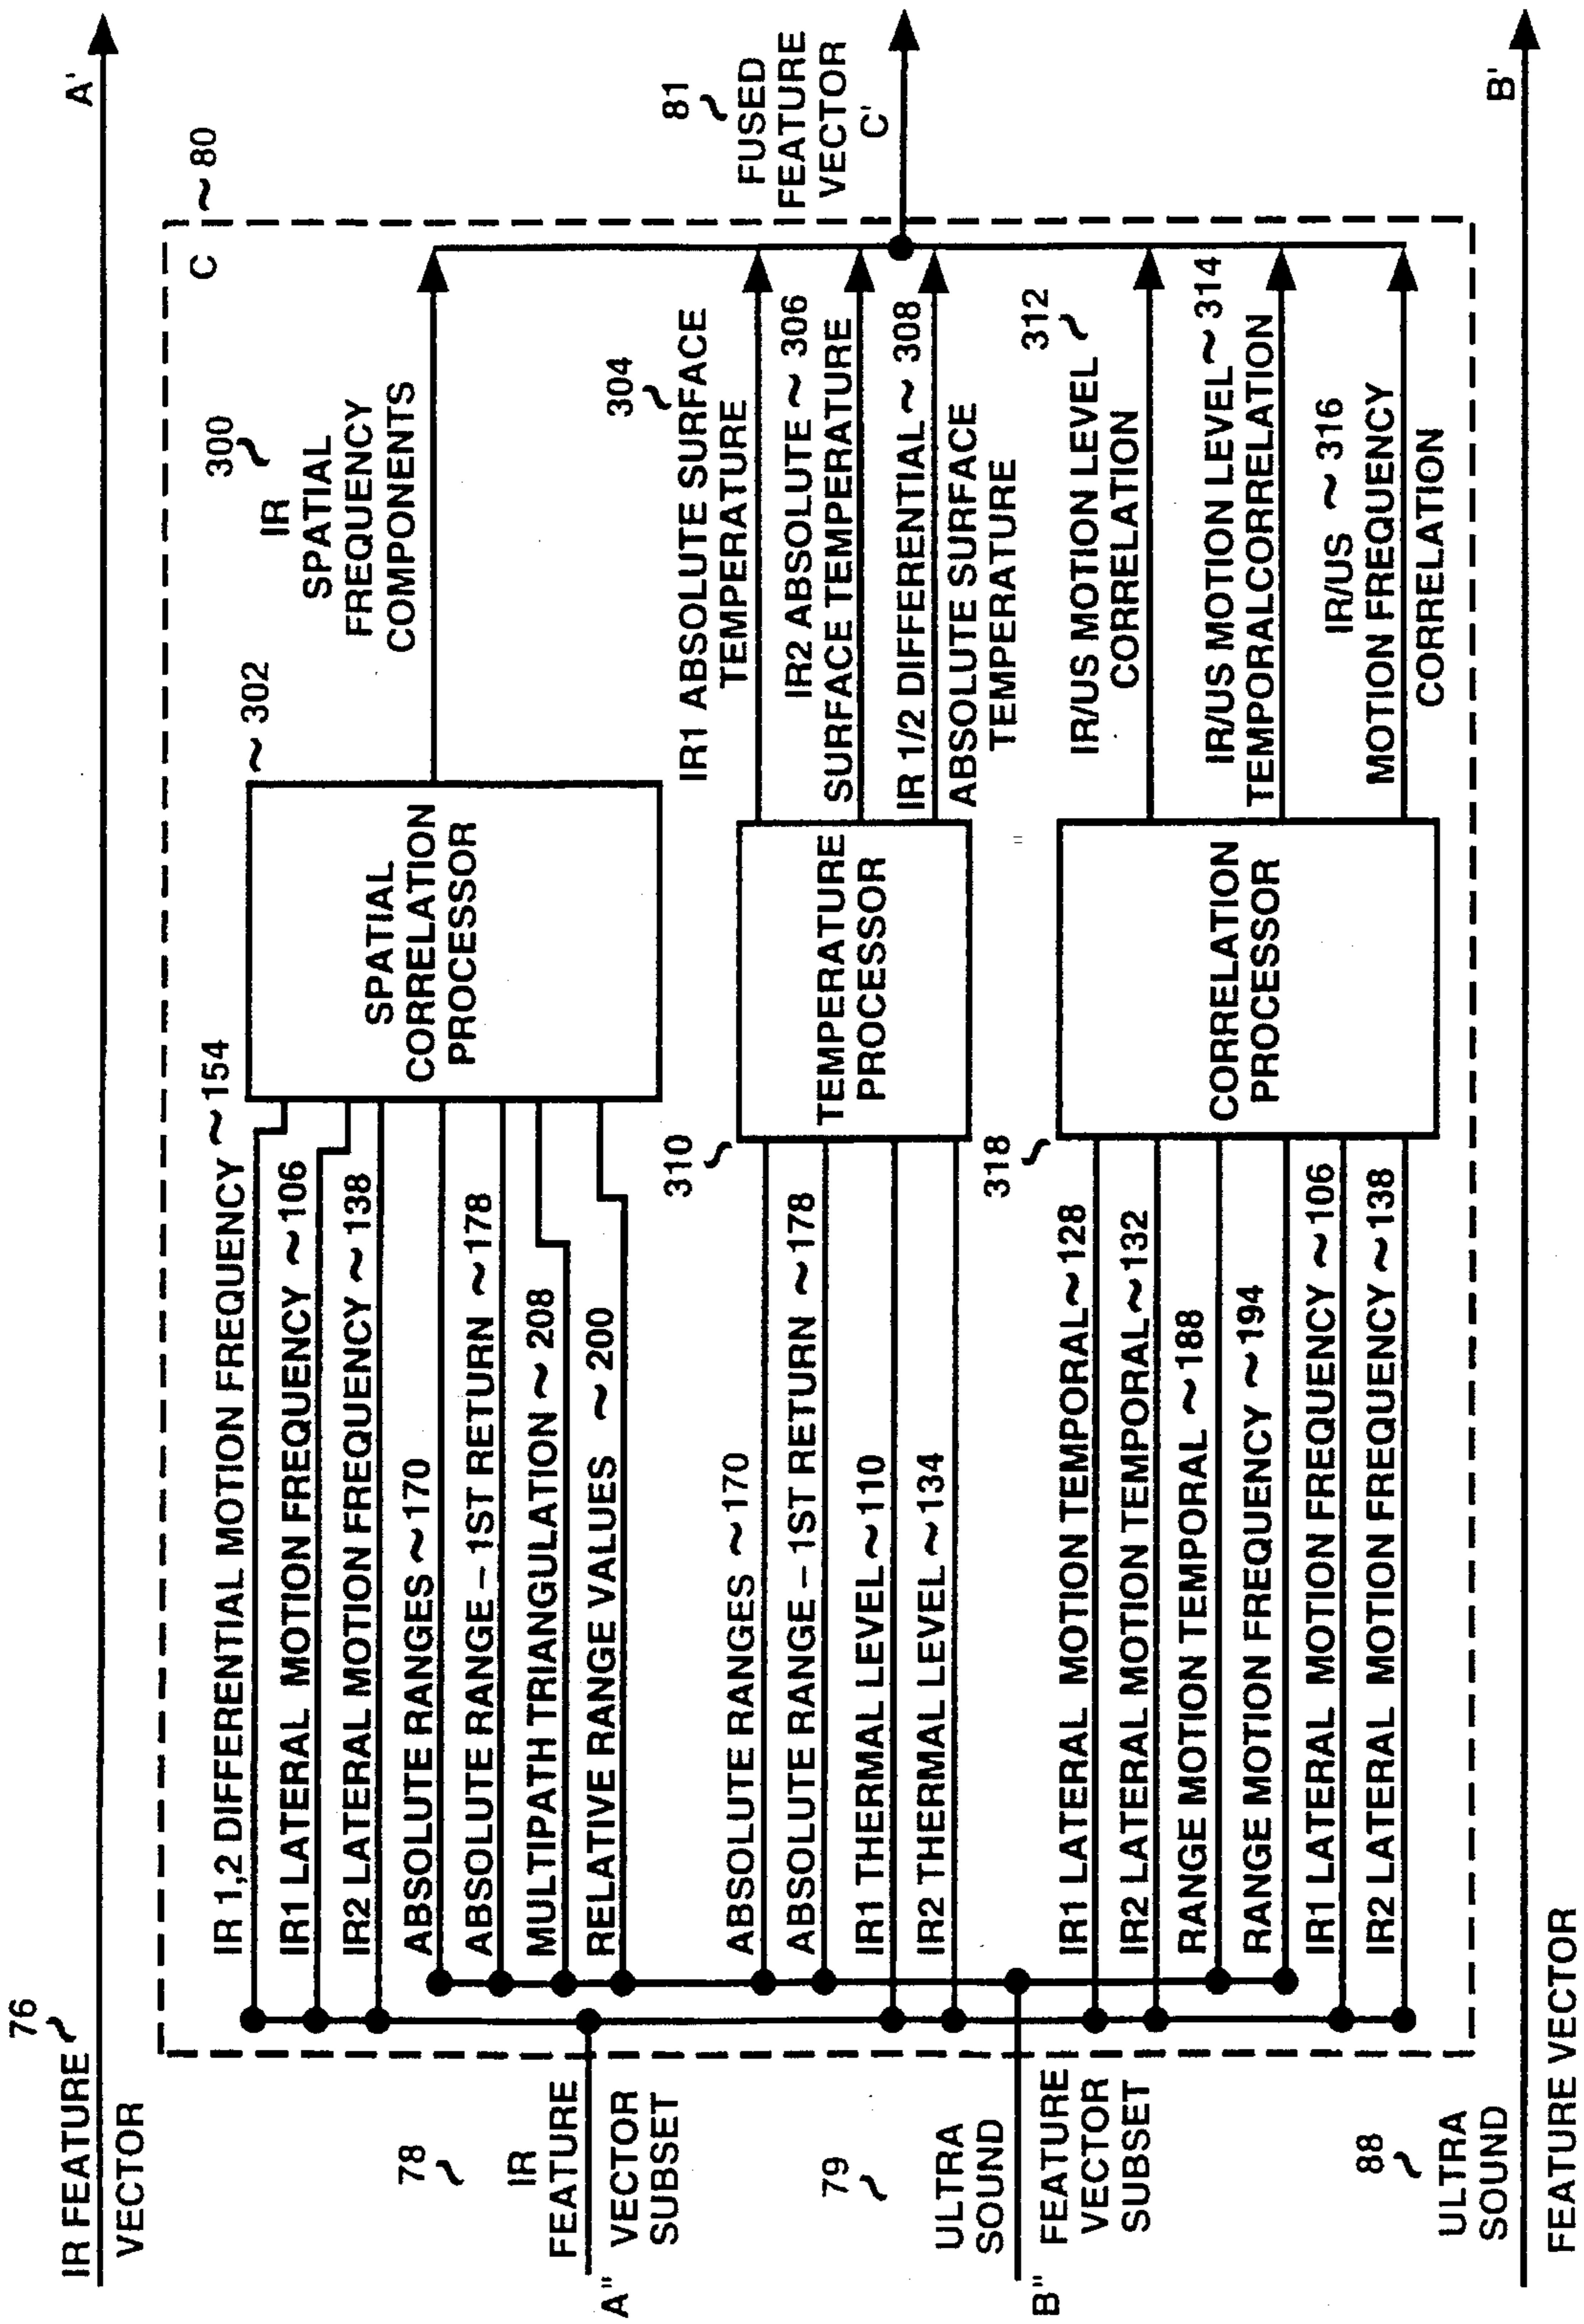 76
IR FEATURE
VECTOR
A'
C
80
IR 1,2 DIFFERENTIAL MOTION FREQUENCY ~154
IR1 LATERAL MOTION FREQUENCY ~106
IR2 LATERAL MOTION FREQUENCY ~138
ABSOLUTE RANGES ~170
ABSOLUTE RANGE – 1ST RETURN ~178
MULTIPATH TRIANGULATION ~208
RELATIVE RANGE VALUES ~200
302
SPATIAL
CORRELATION
PROCESSOR
300
IR
SPATIAL
FREQUENCY
COMPONENTS
78
IR
FEATURE
VECTOR
SUBSET
A"
ABSOLUTE RANGES ~170
ABSOLUTE RANGE – 1ST RETURN ~178
IR1 THERMAL LEVEL ~110
IR2 THERMAL LEVEL ~134
310
TEMPERATURE
PROCESSOR
304
IR1 ABSOLUTE SURFACE
TEMPERATURE
IR2 ABSOLUTE ~306
SURFACE TEMPERATURE
IR 1/2 DIFFERENTIAL ~308
ABSOLUTE SURFACE
TEMPERATURE
81
FUSED
FEATURE
VECTOR
C'
79
ULTRA
SOUND
FEATURE
VECTOR
SUBSET
B"
IR1 LATERAL MOTION TEMPORAL ~128
IR2 LATERAL MOTION TEMPORAL ~132
RANGE MOTION TEMPORAL ~188
RANGE MOTION FREQUENCY ~194
IR1 LATERAL MOTION FREQUENCY ~106
IR2 LATERAL MOTION FREQUENCY ~138
318
CORRELATION
PROCESSOR
312
IR/US MOTION LEVEL
CORRELATION
IR/US MOTION LEVEL ~314
TEMPORALCORRELATION
IR/US ~316
MOTION FREQUENCY
CORRELATION
88
ULTRA
SOUND
FEATURE VECTOR
B'